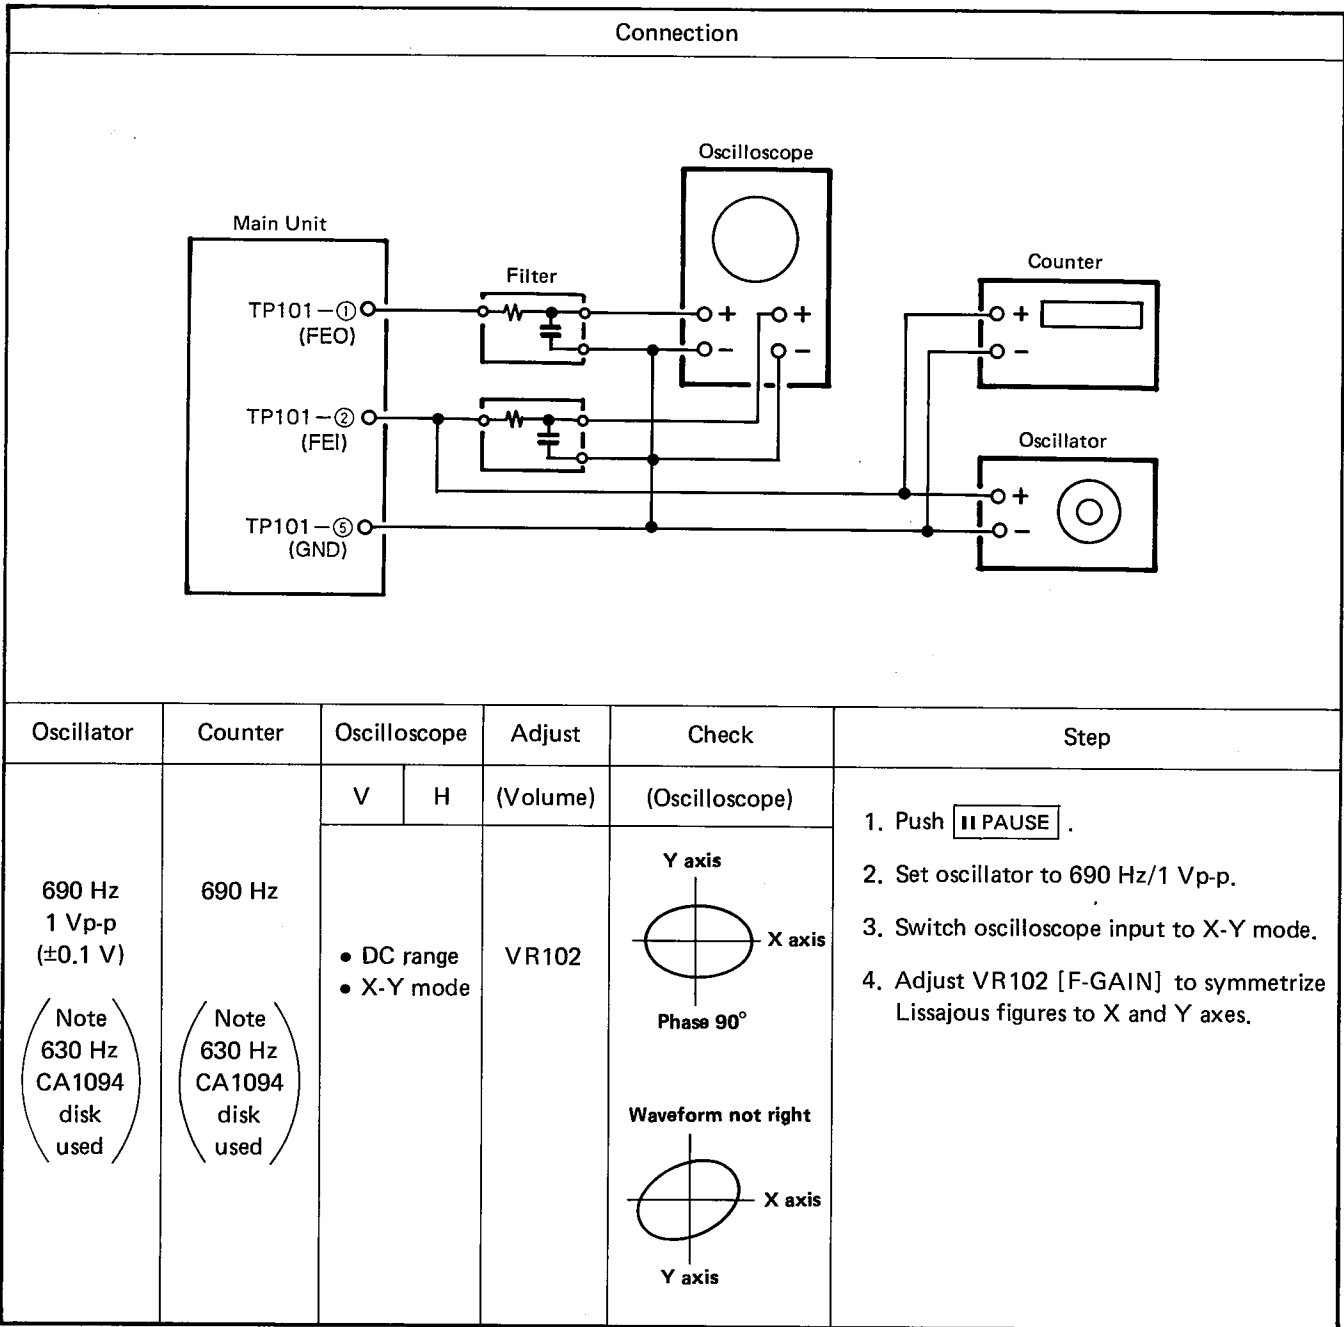 Connection
Oscilloscope
Main Unit
Counter
Filter
TP101–①
(FEO)
+
+
+
–
–
–
TP101–②
(FEI)
Oscillator
+
TP101–⑤
(GND)
–
Oscillator
Counter
Oscilloscope
Adjust
Check
Step
V
H
(Volume)
(Oscilloscope)
690 Hz
1 Vp-p
(±0.1 V)
Note
630 Hz
CA1094
disk
used
690 Hz
Note
630 Hz
CA1094
disk
used
• DC range
• X-Y mode
VR102
Y axis
X axis
Phase 90°
Waveform not right
X axis
Y axis
1. Push II PAUSE .
2. Set oscillator to 690 Hz/1 Vp-p.
3. Switch oscilloscope input to X-Y mode.
4. Adjust VR102 [F-GAIN] to symmetrize
Lissajous figures to X and Y axes.